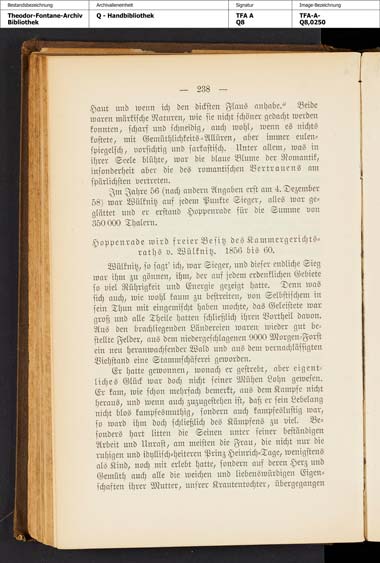 Bestandsbezeichnung
Archivalieneinheit
Signatur
Image-Bezeichnung
Theodor-Fontane-Archiv
Bibliothek
Q - Handbibliothek
TFA A
Q8
TFA-A-
Q8,0250
— 238 —
Haut und wenn ich den dicksten Flaus anhabe.“ Beide
waren märkische Naturen, wie sie nicht schöner gedacht werden
konnten, scharf und schneidig, auch wohl, wenn es nichts
kostete, mit Gemüthlichkeits-Allüren, aber immer eulen-
spiegelsch, vorsichtig und sarkastisch. Unter allem, was in
ihrer Seele blühte, war die blaue Blume der Romantik,
insonderheit aber die des romantischen Vertrauens am
spärlichsten vertreten.
Im Jahre 56 (nach andern Angaben erst am 4. Dezember
58) war Wülknitz auf jedem Punkte Sieger, alles war ge-
glättet und er erstand Hoppenrade für die Summe von
350 000 Thalern.
Hoppenrade wird freier Besitz des Kammergerichts-
raths v. Wülknitz. 1856 bis 60.
Wülknitz, so sagt’ ich, war Sieger, und dieser endliche Sieg
war ihm zu gönnen, ihm, der auf jedem erdenklichen Gebiete
so viel Rührigkeit und Energie gezeigt hatte. Denn was
sich auch, wie wohl kaum zu bestreiten, von Selbstischem in
sein Thun mit eingemischt haben mochte, das Geleistete war
groß und alle Theile hatten schließlich ihren Vortheil davon.
Aus den brachliegenden Ländereien waren wieder gut be-
stellte Felder, aus dem niedergeschlagenen 9000 Morgen-Forst
ein neu heranwachsender Wald und aus dem vernachlässigten
Viehstand eine Stammschäferei geworden.
Er hatte gewonnen, wonach er gestrebt, aber eigent-
liches Glück war doch nicht seiner Mühen Lohn gewesen.
Er kam, wie schon mehrfach bemerkt, aus dem Kampfe nicht
heraus, und wenn auch zuzugestehen ist, daß er sein Lebelang
nicht blos kampfesmuthig, sondern auch kampfeslustig war,
so ward ihm doch schließlich des Kämpfens zu viel. Be-
sonders hart litten die Seinen unter seiner beständigen
Arbeit und Unrast, am meisten die Frau, die nicht nur die
ruhigen und idyllisch-heiteren Prinz Heinrich-Tage, wenigstens
als Kind, noch mit erlebt hatte, sondern auf deren Herz und
Gemüth auch alle die weichen und liebenswürdigen Eigen-
schaften ihrer Mutter, unsrer Krautentochter, übergegangen